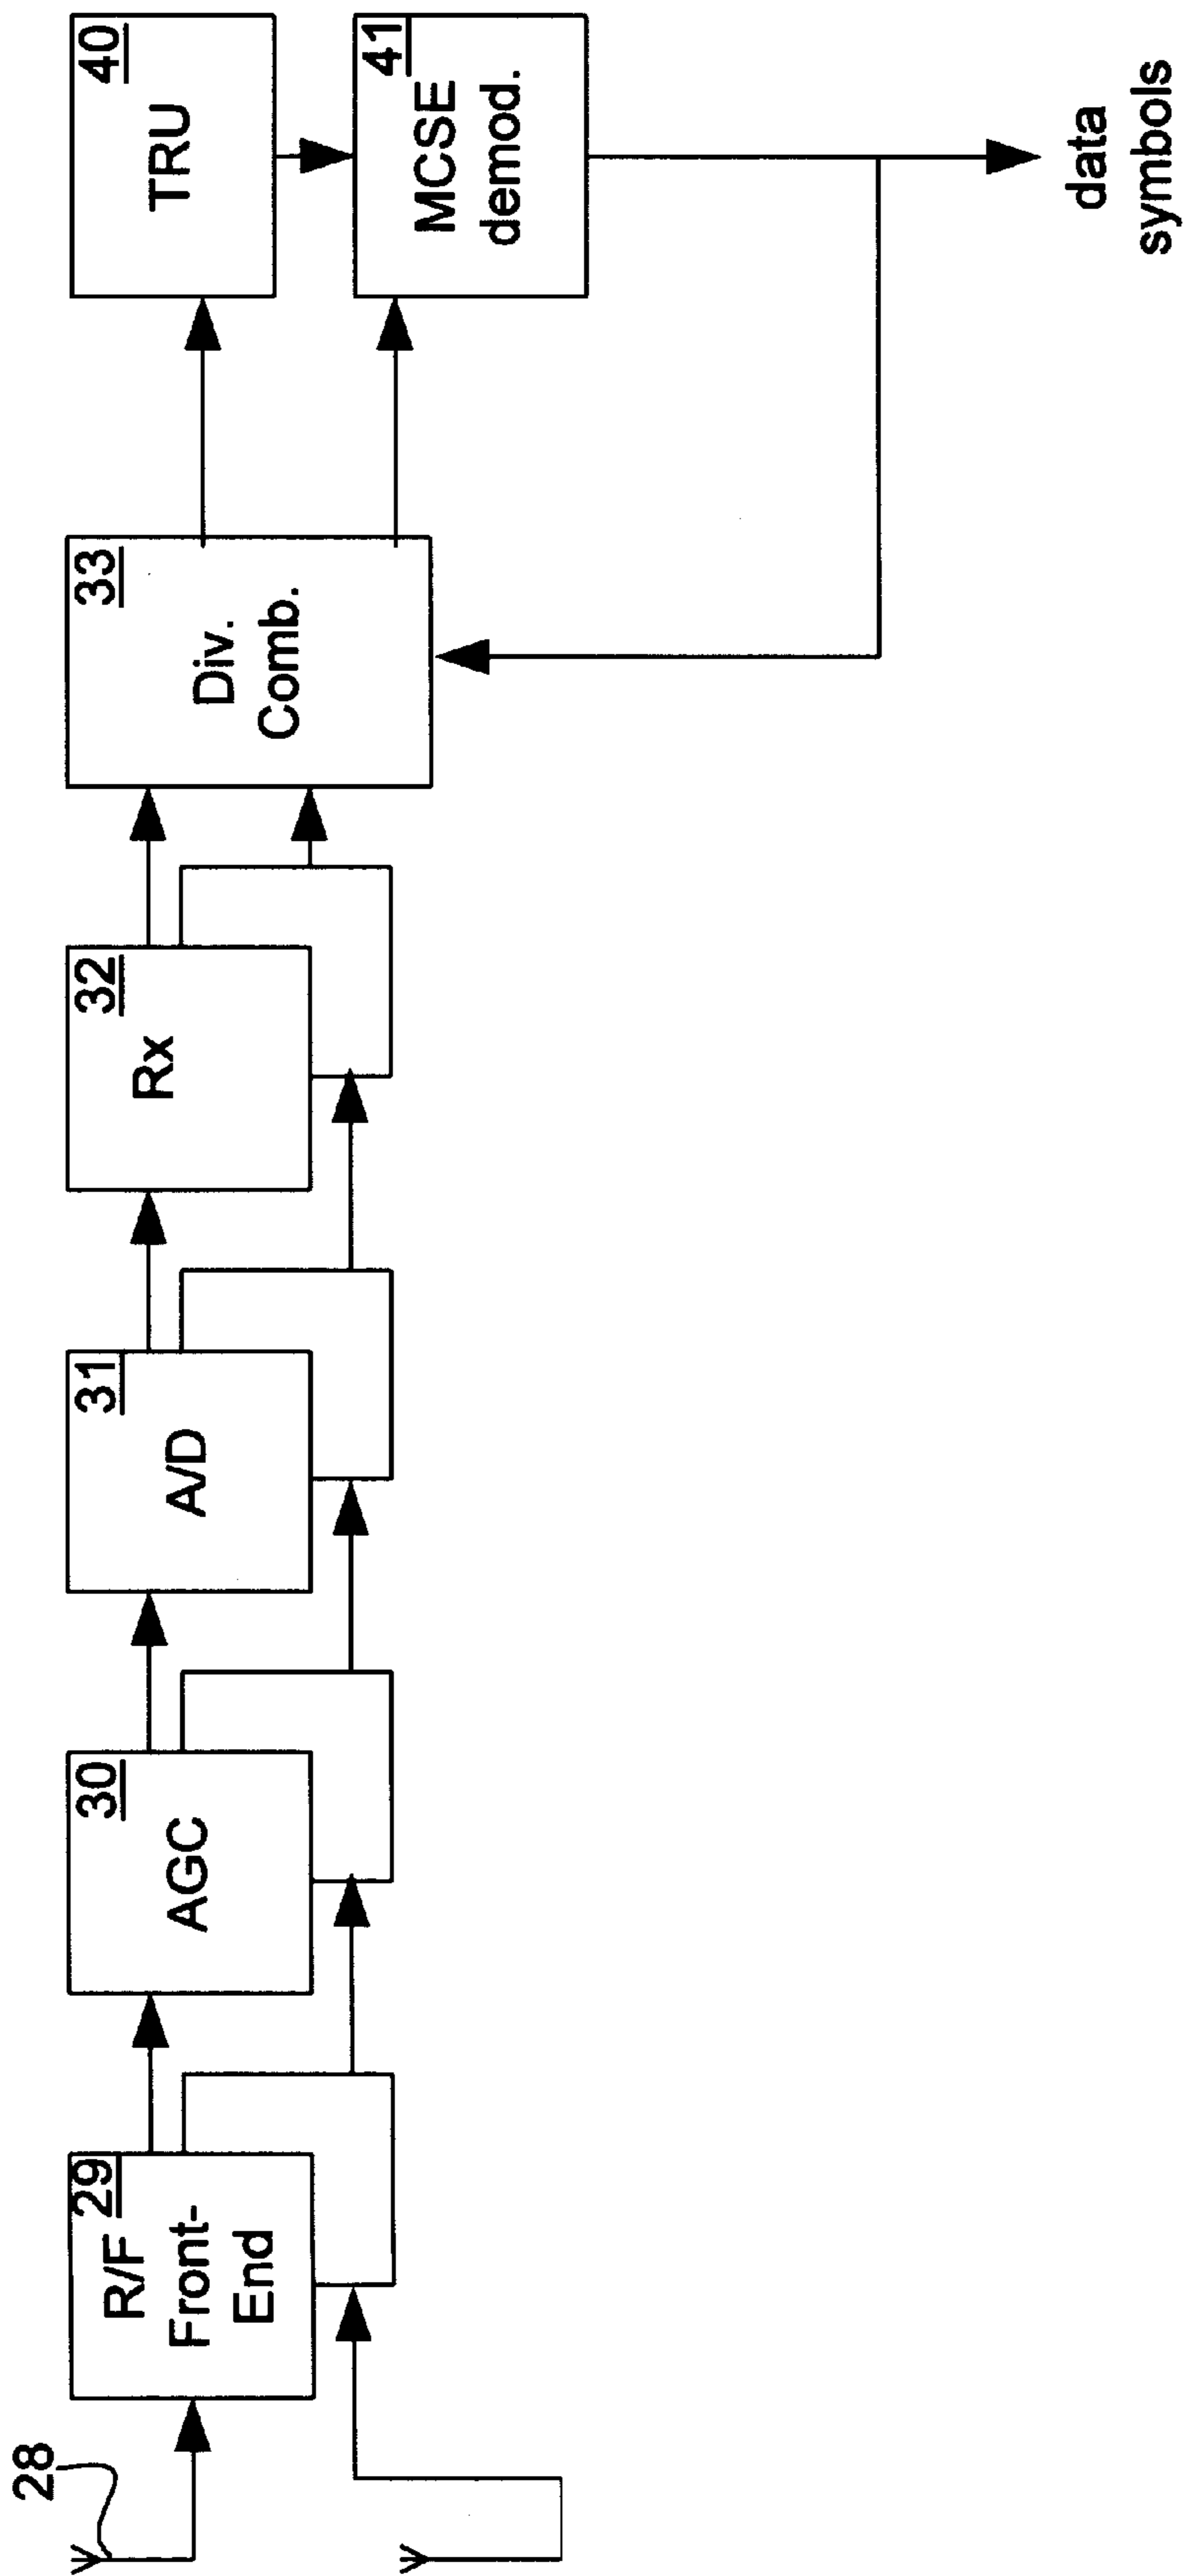 28
29
R/F
Front-
End
30
AGC
31
A/D
32
Rx
33
Div.
Comb.
40
TRU
41
MCSE
demod.
data
symbols